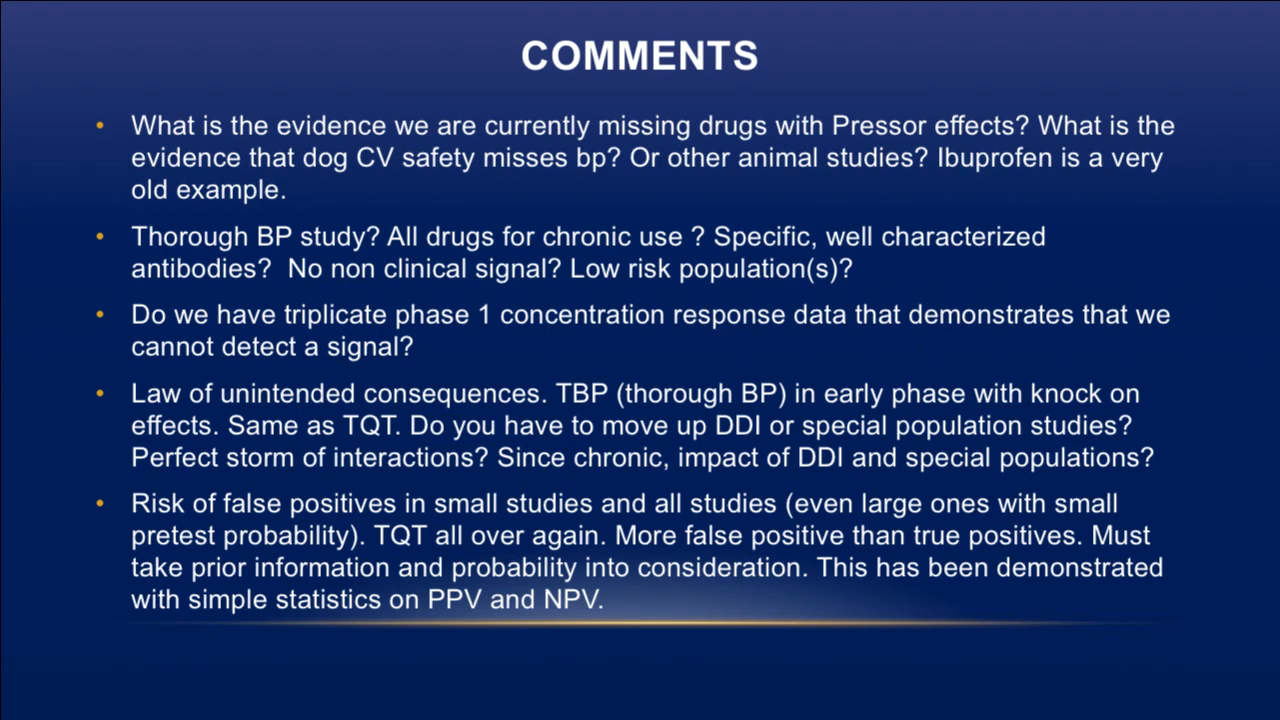 COMMENTS
• What is the evidence we are currently missing drugs with Pressor effects? What is the
evidence that dog CV safety misses bp? Or other animal studies? Ibuprofen is a very
old example.
• Thorough BP study? All drugs for chronic use ? Specific, well characterized
antibodies?  No non clinical signal? Low risk population(s)?
• Do we have triplicate phase 1 concentration response data that demonstrates that we
cannot detect a signal?
• Law of unintended consequences. TBP (thorough BP) in early phase with knock on
effects. Same as TQT. Do you have to move up DDI or special population studies?
Perfect storm of interactions? Since chronic, impact of DDI and special populations?
• Risk of false positives in small studies and all studies (even large ones with small
pretest probability). TQT all over again. More false positive than true positives. Must
take prior information and probability into consideration. This has been demonstrated
with simple statistics on PPV and NPV.